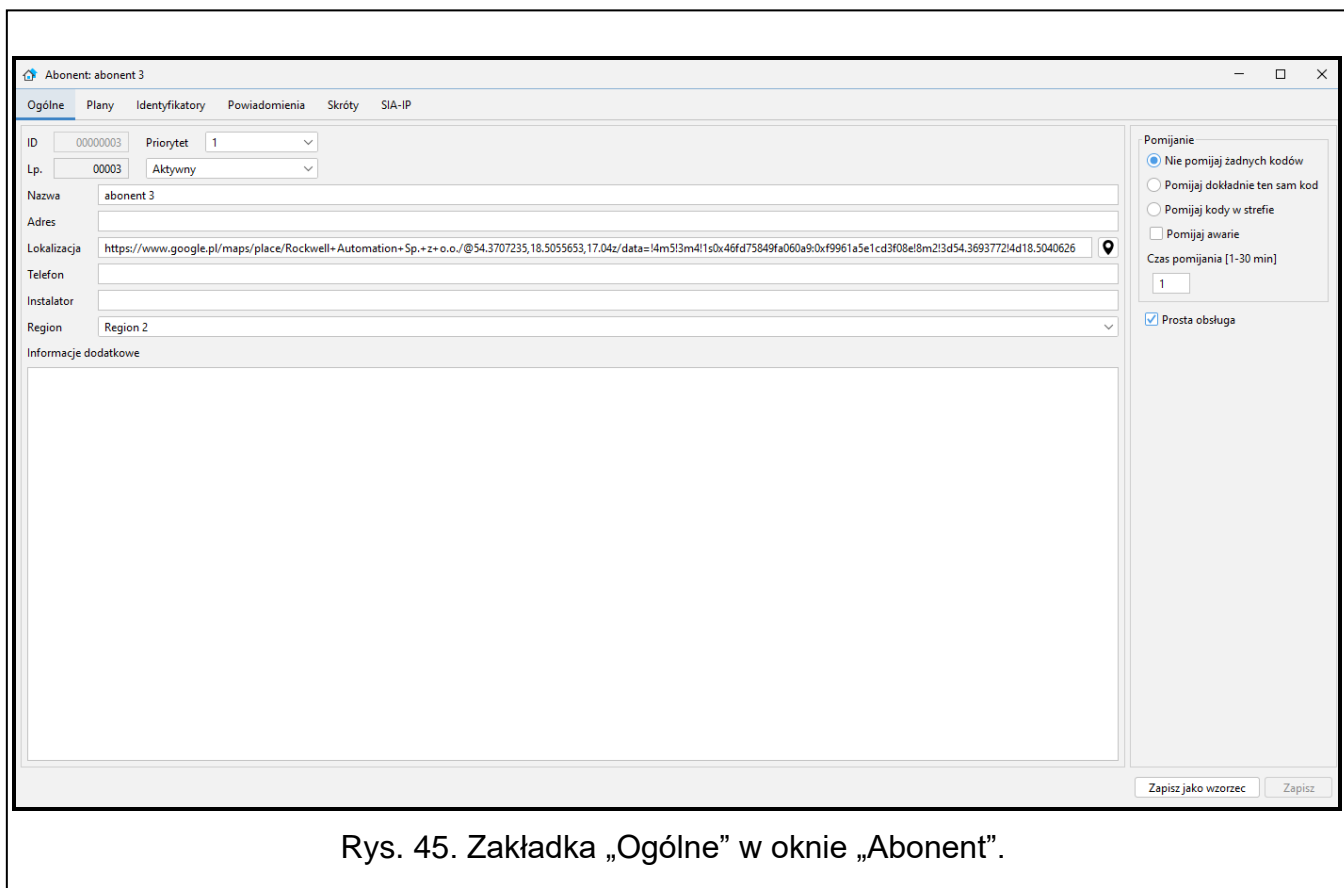 Abonent: abonent 3
Ogólne Plany Identyfikatory Powiadomienia Skróty SIA-IP
ID 00000003 Priorytet 1
Lp. 00003 Aktywny
Nazwa abonent 3
Adres
Lokalizacja https://www.google.pl/maps/place/Rockwell+Automation+Sp.+z+o.o./@54.3707235,18.5055653,17.04z/data=!4m5!3m4!1s0x46fd75849fa060a9:0xf9961a5e1cd3f08e!8m2!3d54.3693772!4d18.5040626
Telefon
Instalator
Region Region 2
Informacje dodatkowe
Pomijanie
Nie pomijaj żadnych kodów
Pomijaj dokładnie ten sam kod
Pomijaj kody w strefie
Pomijaj awarie
Czas pomijania [1-30 min]
1
Prosta obsługa
Zapisz jako wzorzec Zapisz
Rys. 45. Zakładka „Ogólne” w oknie „Abonent”.